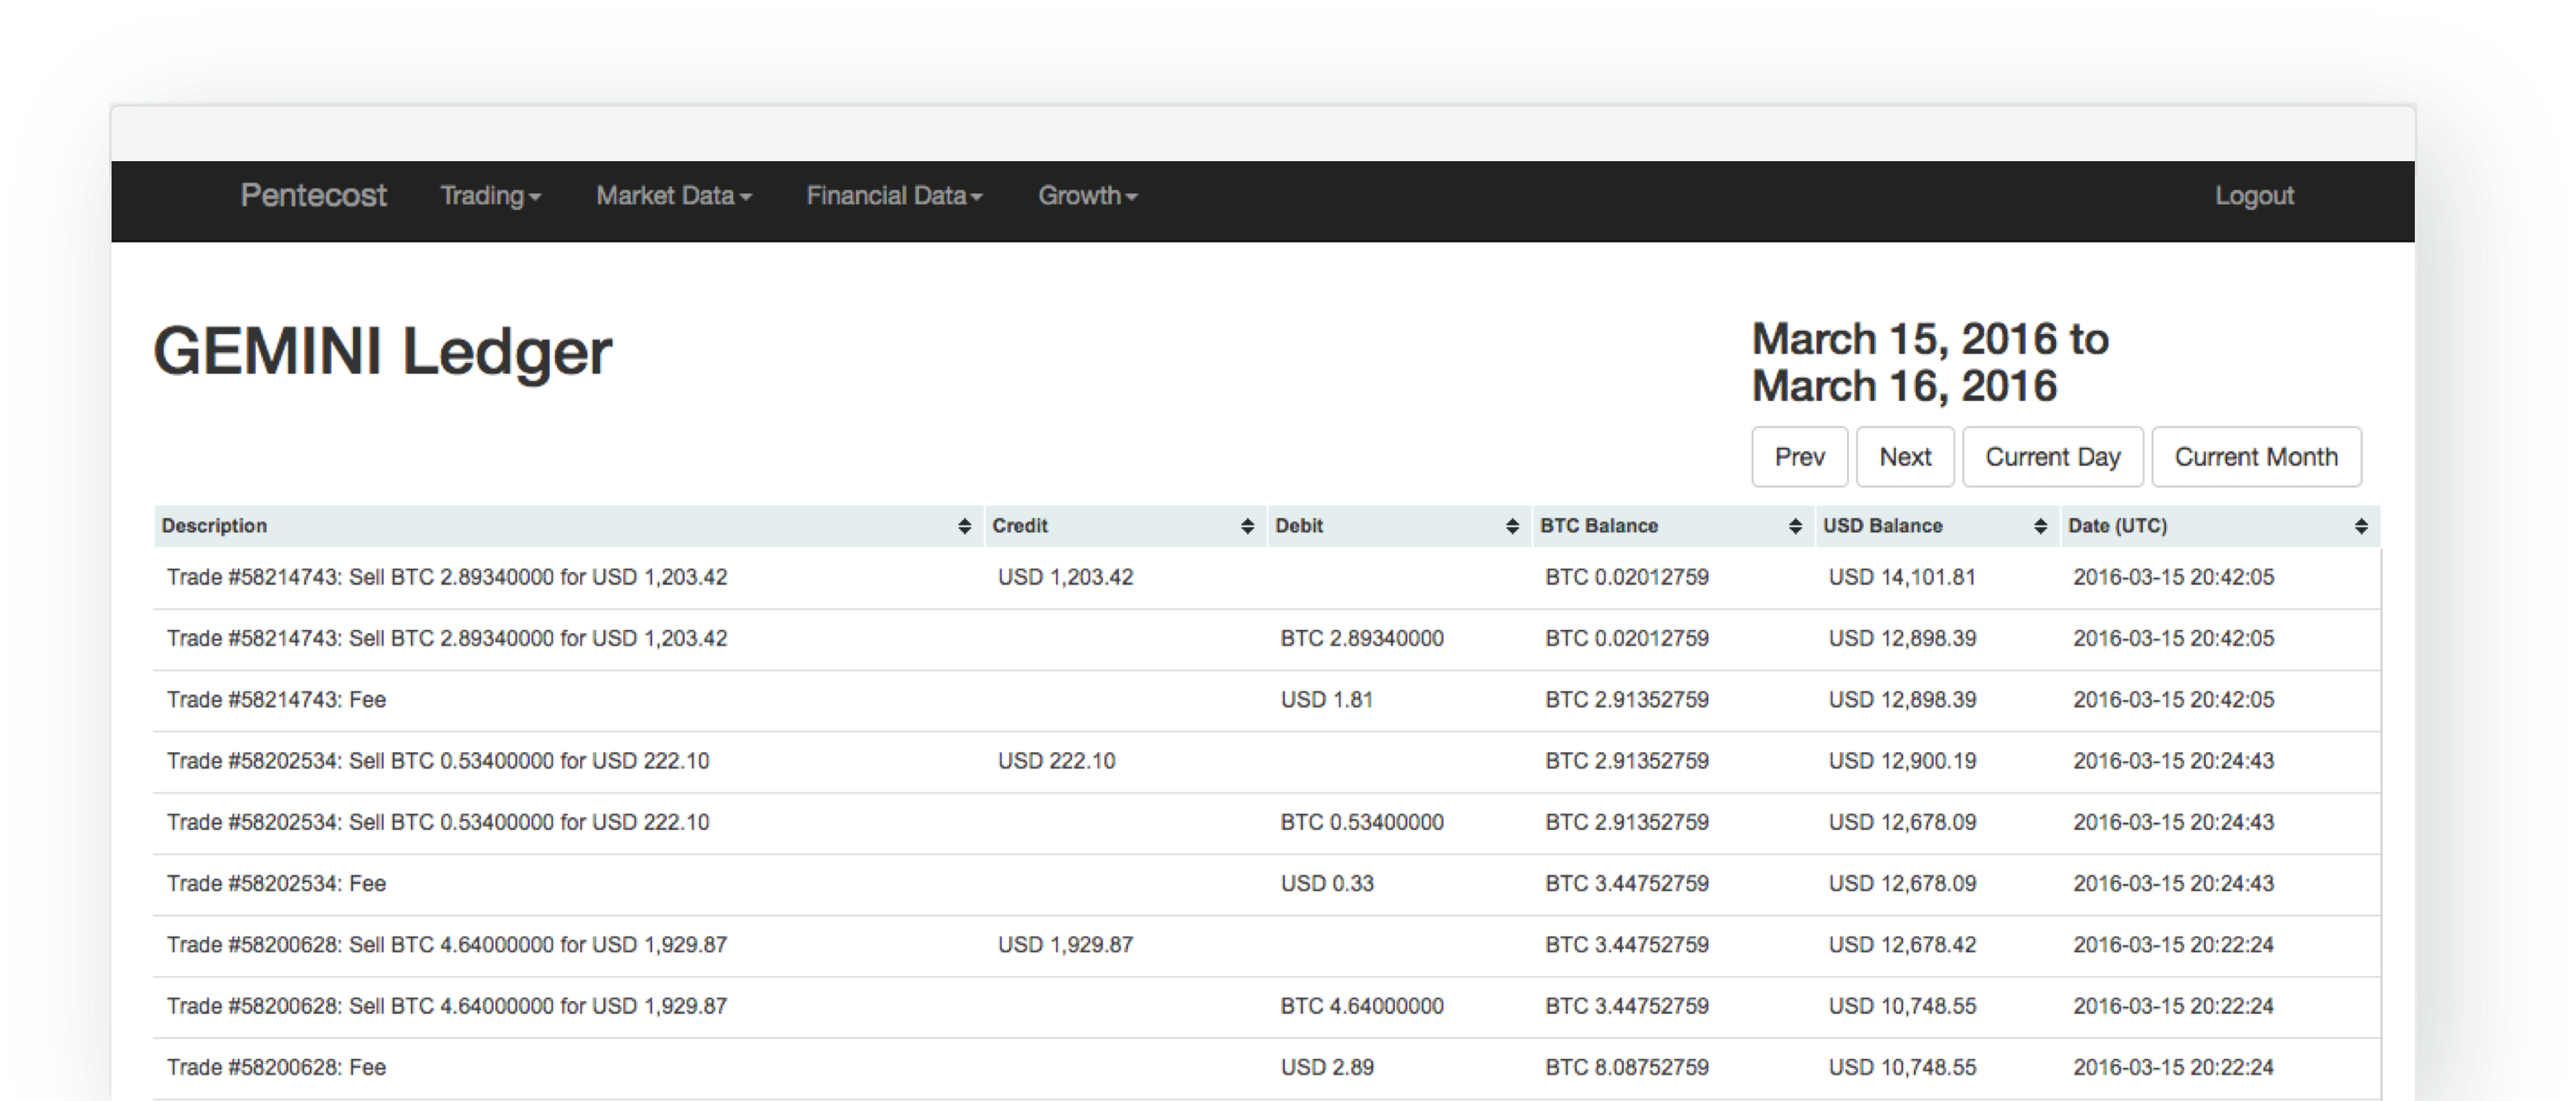 Pentecost Trading Market Data Financial Data Growth Logout
GEMINI Ledger
March 15, 2016 to
March 16, 2016
Prev Next Current Day Current Month
Description Credit Debit BTC Balance USD Balance Date (UTC)
Trade #58214743: Sell BTC 2.89340000 for USD 1,203.42 USD 1,203.42 BTC 0.02012759 USD 14,101.81 2016-03-15 20:42:05
Trade #58214743: Sell BTC 2.89340000 for USD 1,203.42 BTC 2.89340000 BTC 0.02012759 USD 12,898.39 2016-03-15 20:42:05
Trade #58214743: Fee USD 1.81 BTC 2.91352759 USD 12,898.39 2016-03-15 20:42:05
Trade #58202534: Sell BTC 0.53400000 for USD 222.10 USD 222.10 BTC 2.91352759 USD 12,900.19 2016-03-15 20:24:43
Trade #58202534: Sell BTC 0.53400000 for USD 222.10 BTC 0.53400000 BTC 2.91352759 USD 12,678.09 2016-03-15 20:24:43
Trade #58202534: Fee USD 0.33 BTC 3.44752759 USD 12,678.09 2016-03-15 20:24:43
Trade #58200628: Sell BTC 4.64000000 for USD 1,929.87 USD 1,929.87 BTC 3.44752759 USD 12,678.42 2016-03-15 20:22:24
Trade #58200628: Sell BTC 4.64000000 for USD 1,929.87 BTC 4.64000000 BTC 3.44752759 USD 10,748.55 2016-03-15 20:22:24
Trade #58200628: Fee USD 2.89 BTC 8.08752759 USD 10,748.55 2016-03-15 20:22:24